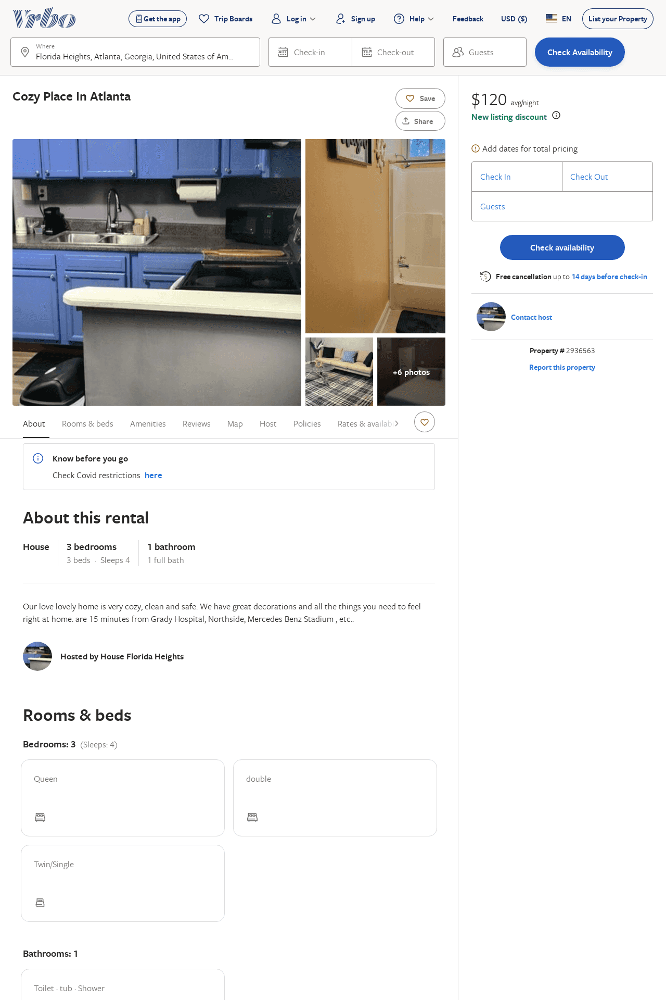 Vrbo
Get the app
Trip Boards
Log in
Sign up
Help
Feedback
USD ($)
EN
List your Property
Where
Florida Heights, Atlanta, Georgia, United States of Am...
Check-in
Check-out
Guests
Check Availability
Cozy Place In Atlanta
Save
Share
+6 photos
$120 avg/night
New listing discount
Add dates for total pricing
Check In
Check Out
Guests
Check availability
Free cancellation up to 14 days before check-in
Contact host
Property # 2936563
Report this property
About
Rooms & beds
Amenities
Reviews
Map
Host
Policies
Rates & availab
Know before you go
Check Covid restrictions here
About this rental
House
3 bedrooms
3 beds · Sleeps 4
1 bathroom
1 full bath
Our love lovely home is very cozy, clean and safe. We have great decorations and all the things you need to feel
right at home. are 15 minutes from Grady Hospital, Northside, Mercedes Benz Stadium , etc..
Hosted by House Florida Heights
Rooms & beds
Bedrooms: 3 (Sleeps: 4)
Queen
double
Twin/Single
Bathrooms: 1
Toilet · tub · Shower